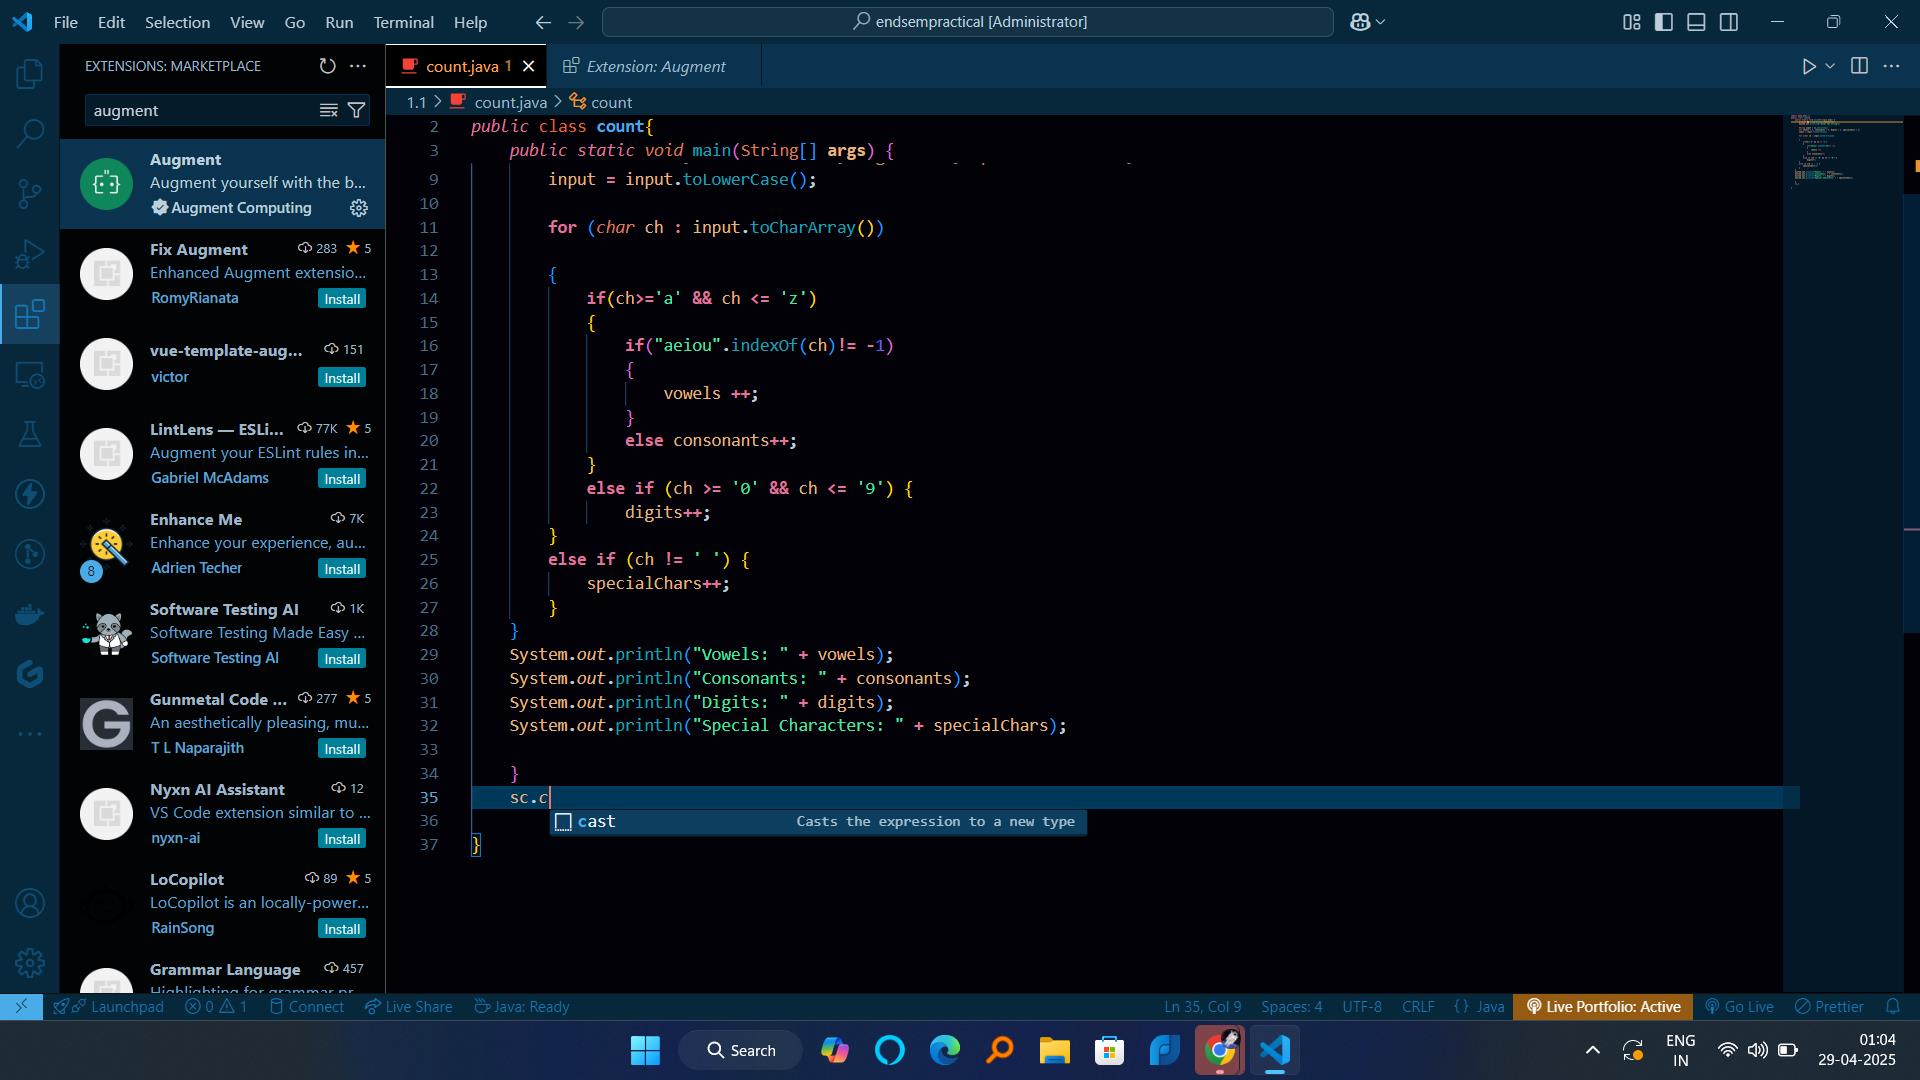 File Edit Selection View Go Run Terminal Help
endsempractical [Administrator]
EXTENSIONS: MARKETPLACE
augment
Augment
Augment yourself with the b...
Augment Computing
Fix Augment 283 5
Enhanced Augment extensio...
RomyRianata Install
vue-template-aug... 151
victor Install
LintLens — ESLi... 77K 5
Augment your ESLint rules in...
Gabriel McAdams Install
Enhance Me 7K
Enhance your experience, au...
8 Adrien Techer Install
Software Testing AI 1K
Software Testing Made Easy ...
Software Testing AI Install
Gunmetal Code ... 277 5
An aesthetically pleasing, mu...
T L Naparajith Install
Nyxn AI Assistant 12
VS Code extension similar to ...
nyxn-ai Install
LoCopilot 89 5
LoCopilot is an locally-power...
RainSong Install
Grammar Language 457
count.java 1 Extension: Augment
1.1 > count.java > count
2 public class count{
3 public static void main(String[] args) {
9 input = input.toLowerCase();
10
11 for (char ch : input.toCharArray())
12
13 {
14 if(ch>='a' && ch <= 'z')
15 {
16 if("aeiou".indexOf(ch)!= -1)
17 {
18 vowels ++;
19 }
20 else consonants++;
21 }
22 else if (ch >= '0' && ch <= '9') {
23 digits++;
24 }
25 else if (ch != ' ') {
26 specialChars++;
27 }
28 }
29 System.out.println("Vowels: " + vowels);
30 System.out.println("Consonants: " + consonants);
31 System.out.println("Digits: " + digits);
32 System.out.println("Special Characters: " + specialChars);
33
34 }
35 sc.c
36 cast Casts the expression to a new type
37 }
Launchpad 0 1 Connect Live Share Java: Ready Ln 35, Col 9 Spaces: 4 UTF-8 CRLF {} Java Live Portfolio: Active Go Live Prettier
Search
ENG
IN
01:04
29-04-2025